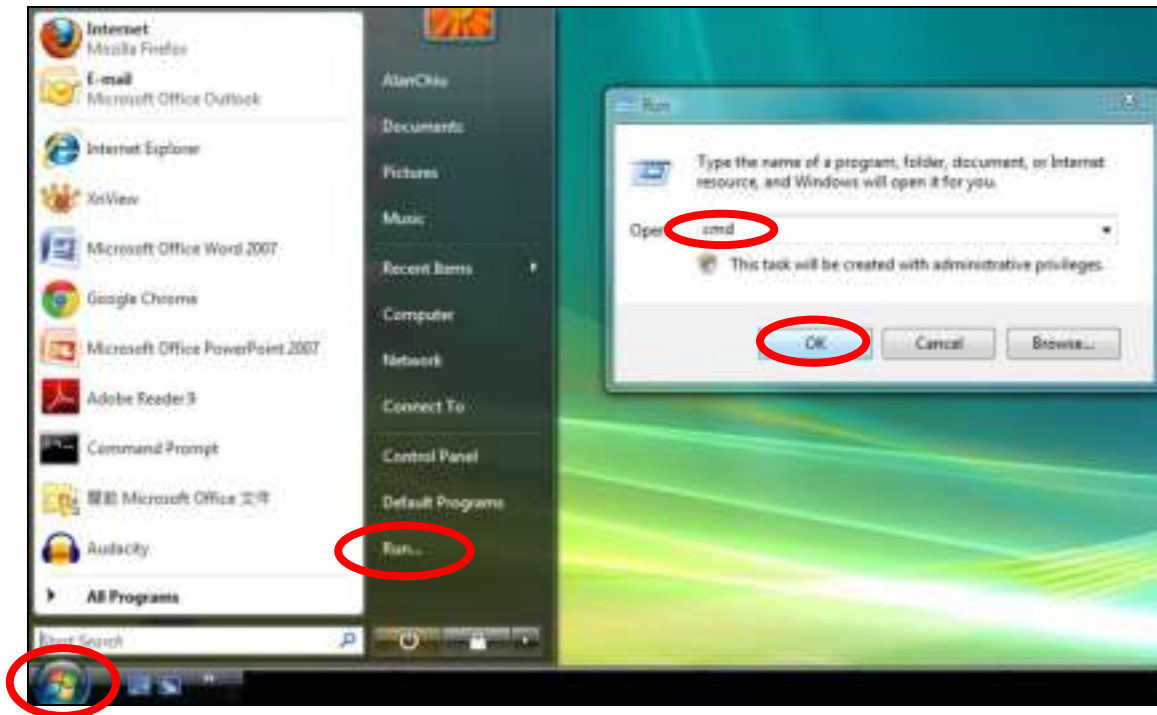 Internet
Mozilla Firefox
E-mail
Microsoft Office Outlook
Internet Explorer
XnView
Microsoft Office Word 2007
Google Chrome
Microsoft Office PowerPoint 2007
Adobe Reader 9
Command Prompt
開啟 Microsoft Office 文件
Audacity
All Programs
Start Search
AlanChiu
Documents
Pictures
Music
Recent Items
Computer
Network
Connect To
Control Panel
Default Programs
Run...
Run
Type the name of a program, folder, document, or Internet
resource, and Windows will open it for you.
Open
cmd
This task will be created with administrative privileges.
OK
Cancel
Browse...